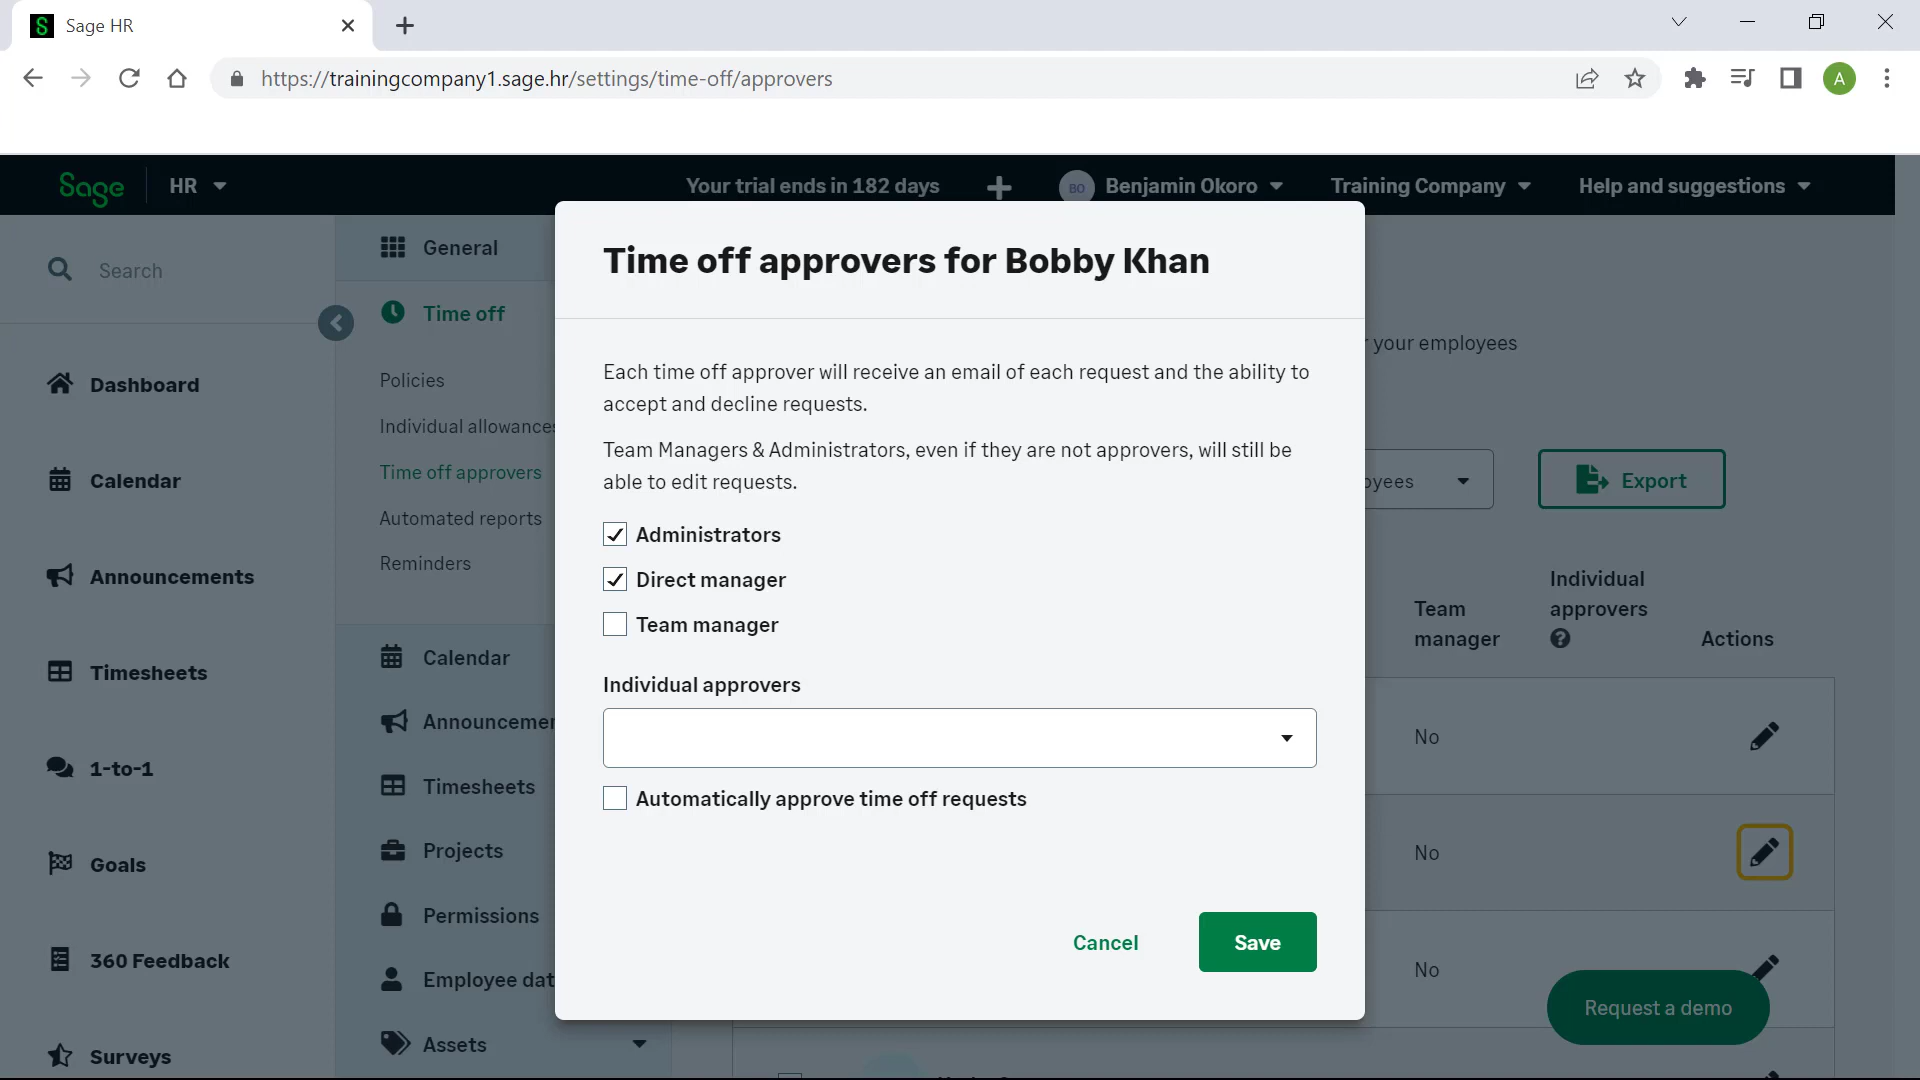 Sage HR
https://trainingcompany1.sage.hr/settings/time-off/approvers
A
Sage
HR
Your trial ends in 182 days
BO
Benjamin Okoro
Training Company
Help and suggestions
Search
Dashboard
Calendar
Announcements
Timesheets
1-to-1
Goals
360 Feedback
Surveys
General
Time off
Policies
Individual allowances
Time off approvers
Automated reports
Reminders
Calendar
Announcemen
Timesheets
Projects
Permissions
Employee dat
Assets
Time off approvers for Bobby Khan
Each time off approver will receive an email of each request and the ability to
accept and decline requests.
Team Managers & Administrators, even if they are not approvers, will still be
able to edit requests.
Administrators
Direct manager
Team manager
Individual approvers
Automatically approve time off requests
Cancel
Save
your employees
oyees
Export
Team
manager
Individual
approvers
Actions
No
No
No
Request a demo